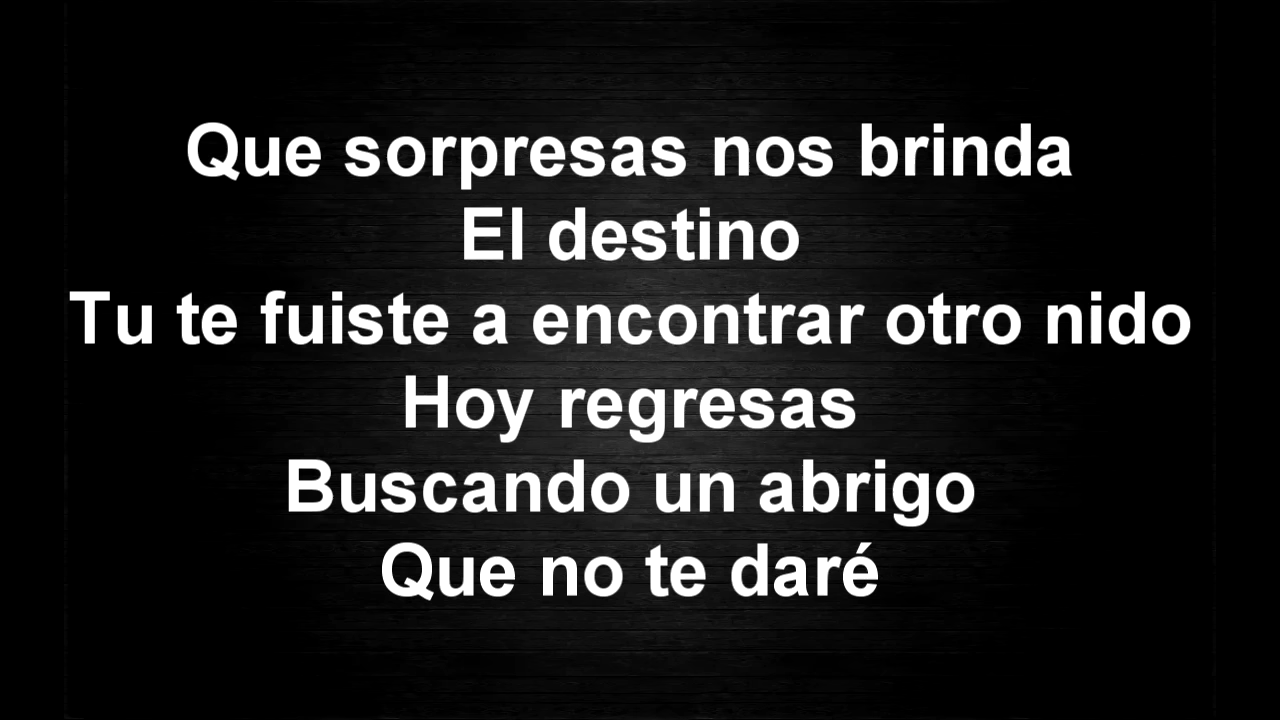 Que sorpresas nos brinda
El destino
Tu te fuiste a encontrar otro nido
Hoy regresas
Buscando un abrigo
Que no te daré